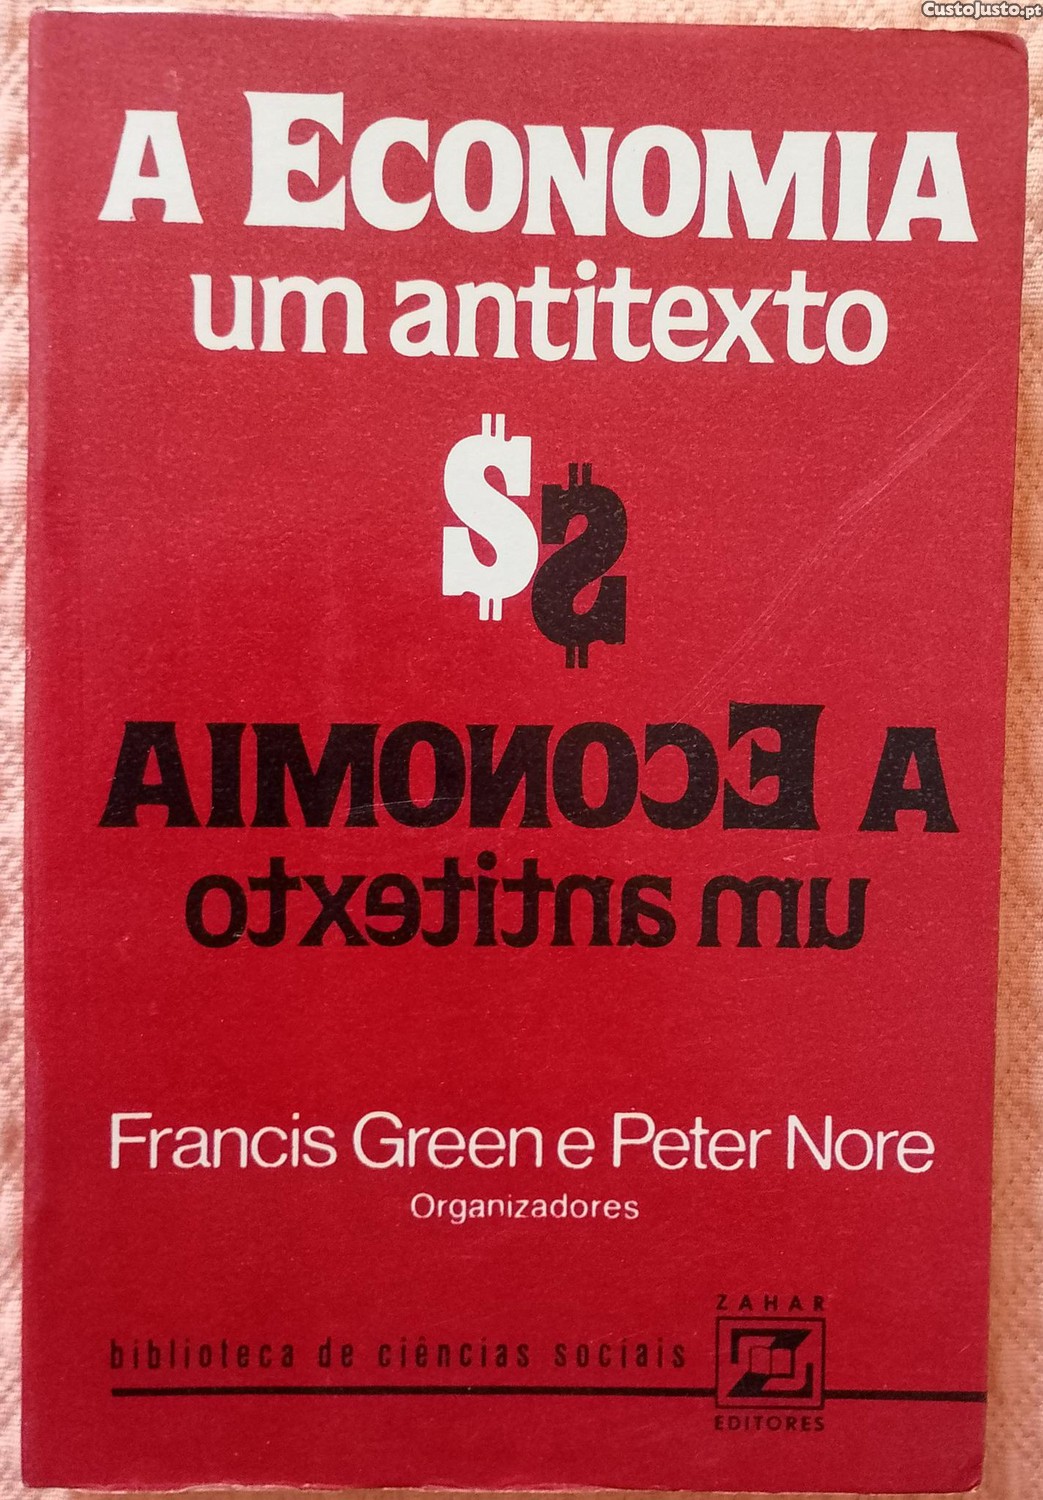 CustoJusto.pt
A ECONOMIA
um antitexto
$$
A ECONOMIA
um antitexto
Francis Green e Peter Nore
Organizadores
ZAHAR
biblioteca de ciências sociais
EDITORES